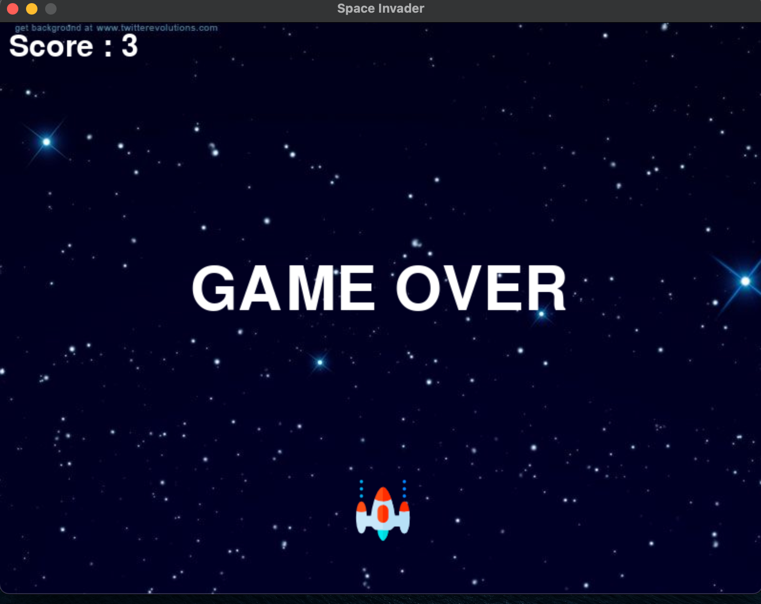 Space Invader
get background at www.twitterevolutions.com
Score : 3
GAME OVER